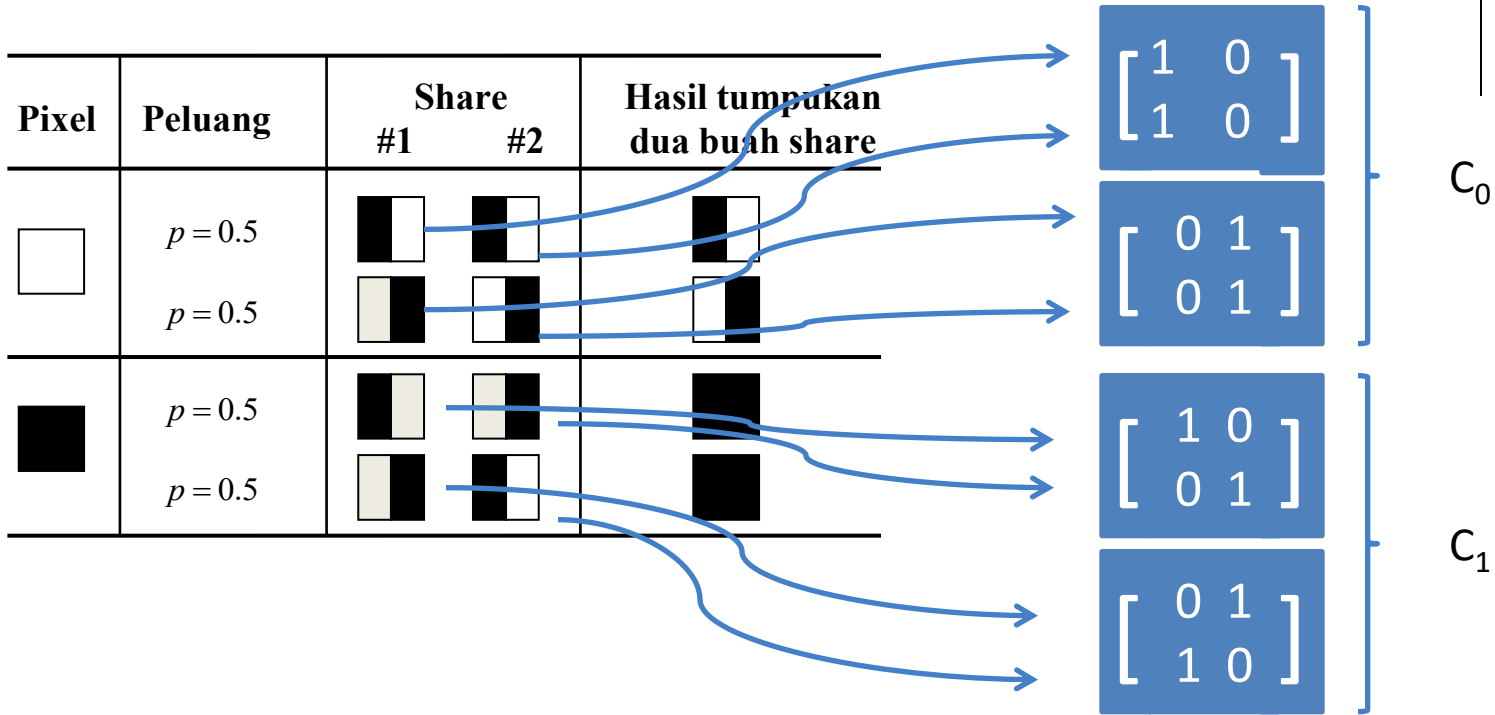 Pixel Peluang Share Hasil tumpukan
#1 #2 dua buah share
p = 0.5
p = 0.5
p = 0.5
p = 0.5
[ 1 0 ]
[ 1 0 ]
C₀
[ 0 1 ]
[ 0 1 ]
[ 1 0 ]
[ 0 1 ]
C₁
[ 0 1 ]
[ 1 0 ]